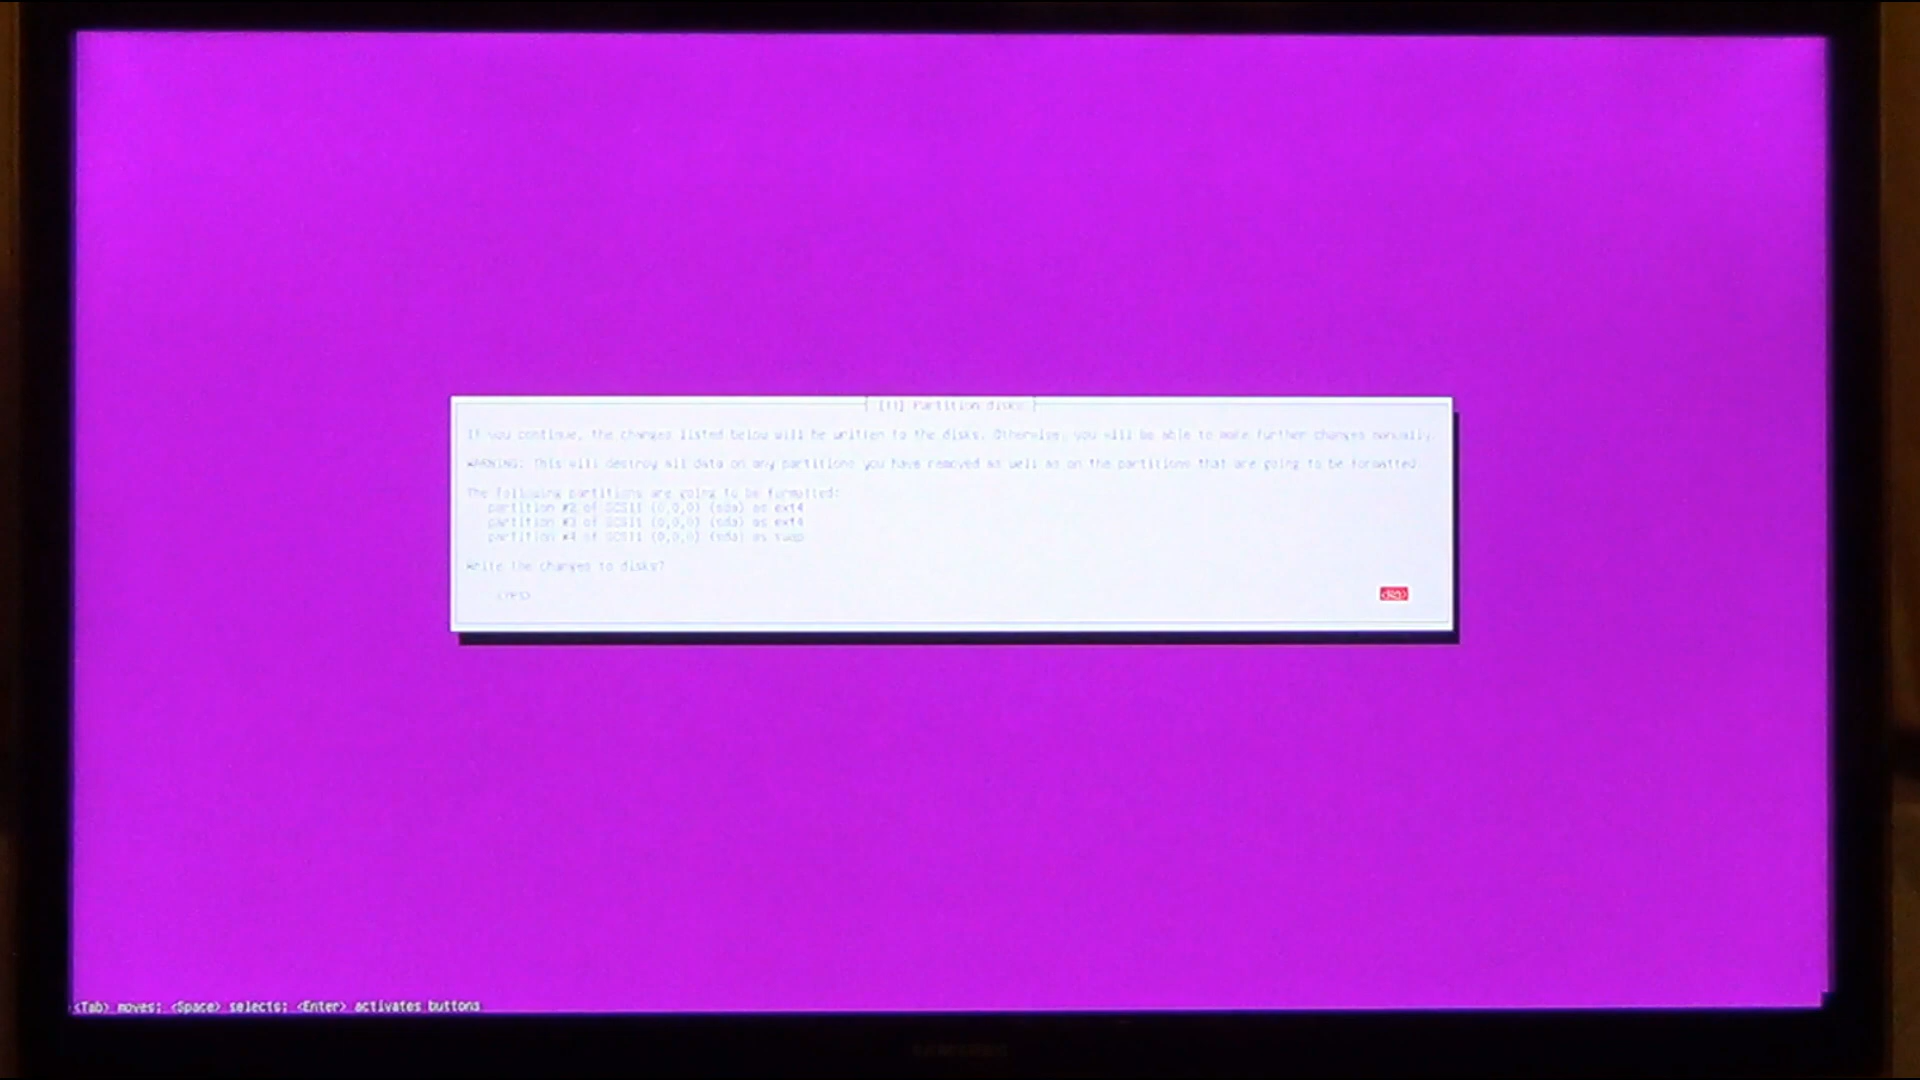 [!!] Partition disks
If you continue, the changes listed below will be written to the disks. Otherwise, you will be able to make further changes manually.
WARNING: This will destroy all data on any partitions you have removed as well as on the partitions that are going to be formatted.
The following partitions are going to be formatted:
partition #2 of SCSI1 (0,0,0) (sda) as ext4
partition #3 of SCSI1 (0,0,0) (sda) as ext4
partition #4 of SCSI1 (0,0,0) (sda) as swap
Write the changes to disks?
<Yes> <No>
<Tab> moves; <Space> selects; <Enter> activates buttons
SAMSUNG